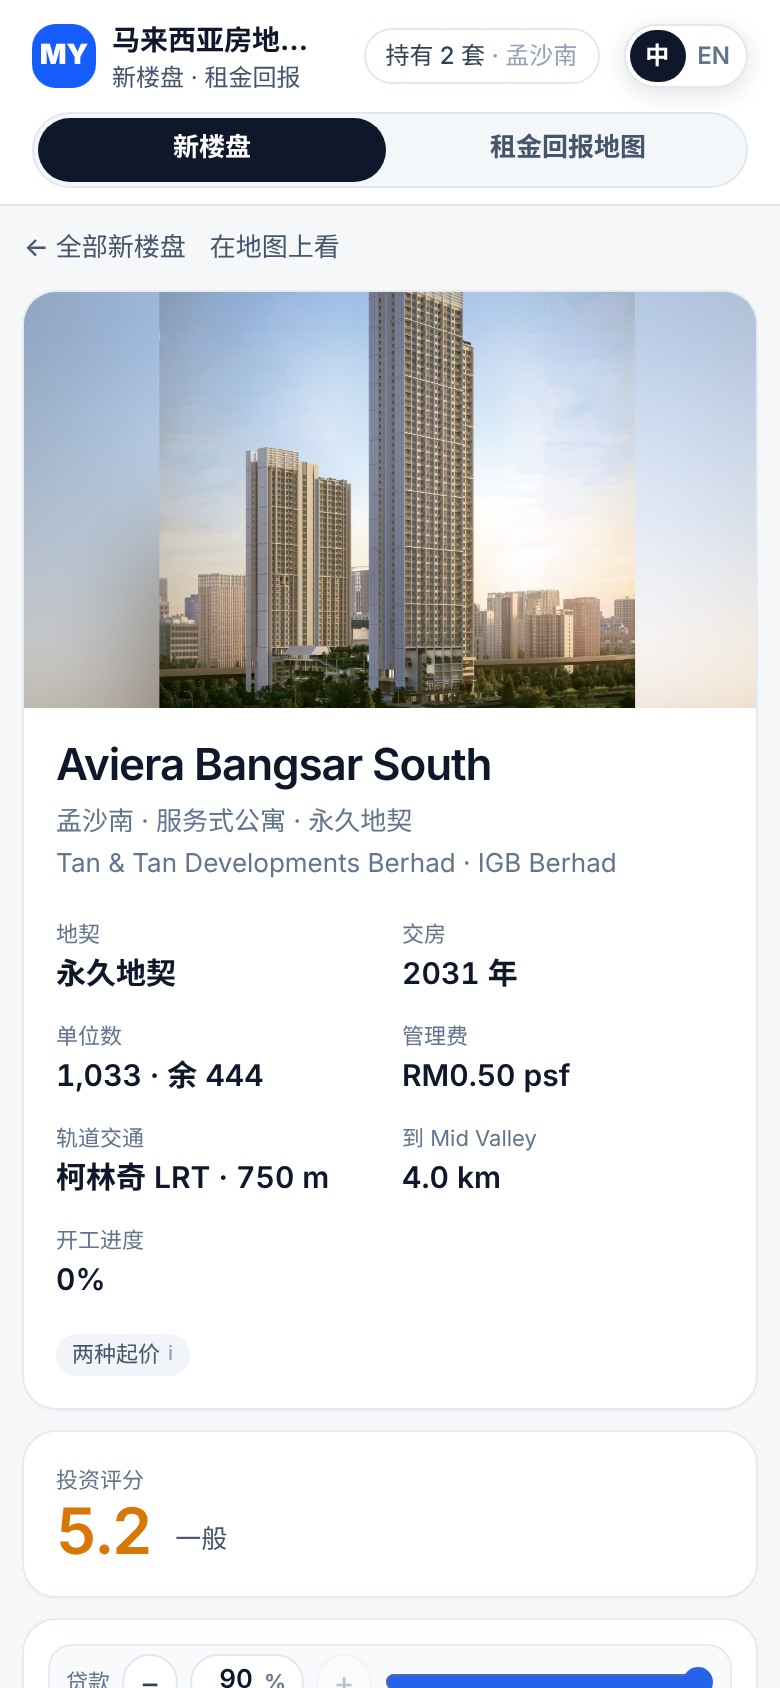 MY
马来西亚房地...
新楼盘 · 租金回报
持有 2 套 · 孟沙南
中
EN
新楼盘
租金回报地图
← 全部新楼盘
在地图上看
Aviera Bangsar South
孟沙南 · 服务式公寓 · 永久地契
Tan & Tan Developments Berhad · IGB Berhad
地契
永久地契
交房
2031 年
单位数
1,033 · 余 444
管理费
RM0.50 psf
轨道交通
柯林奇 LRT · 750 m
到 Mid Valley
4.0 km
开工进度
0%
两种起价 i
投资评分
5.2 一般
贷款 − 90 % +